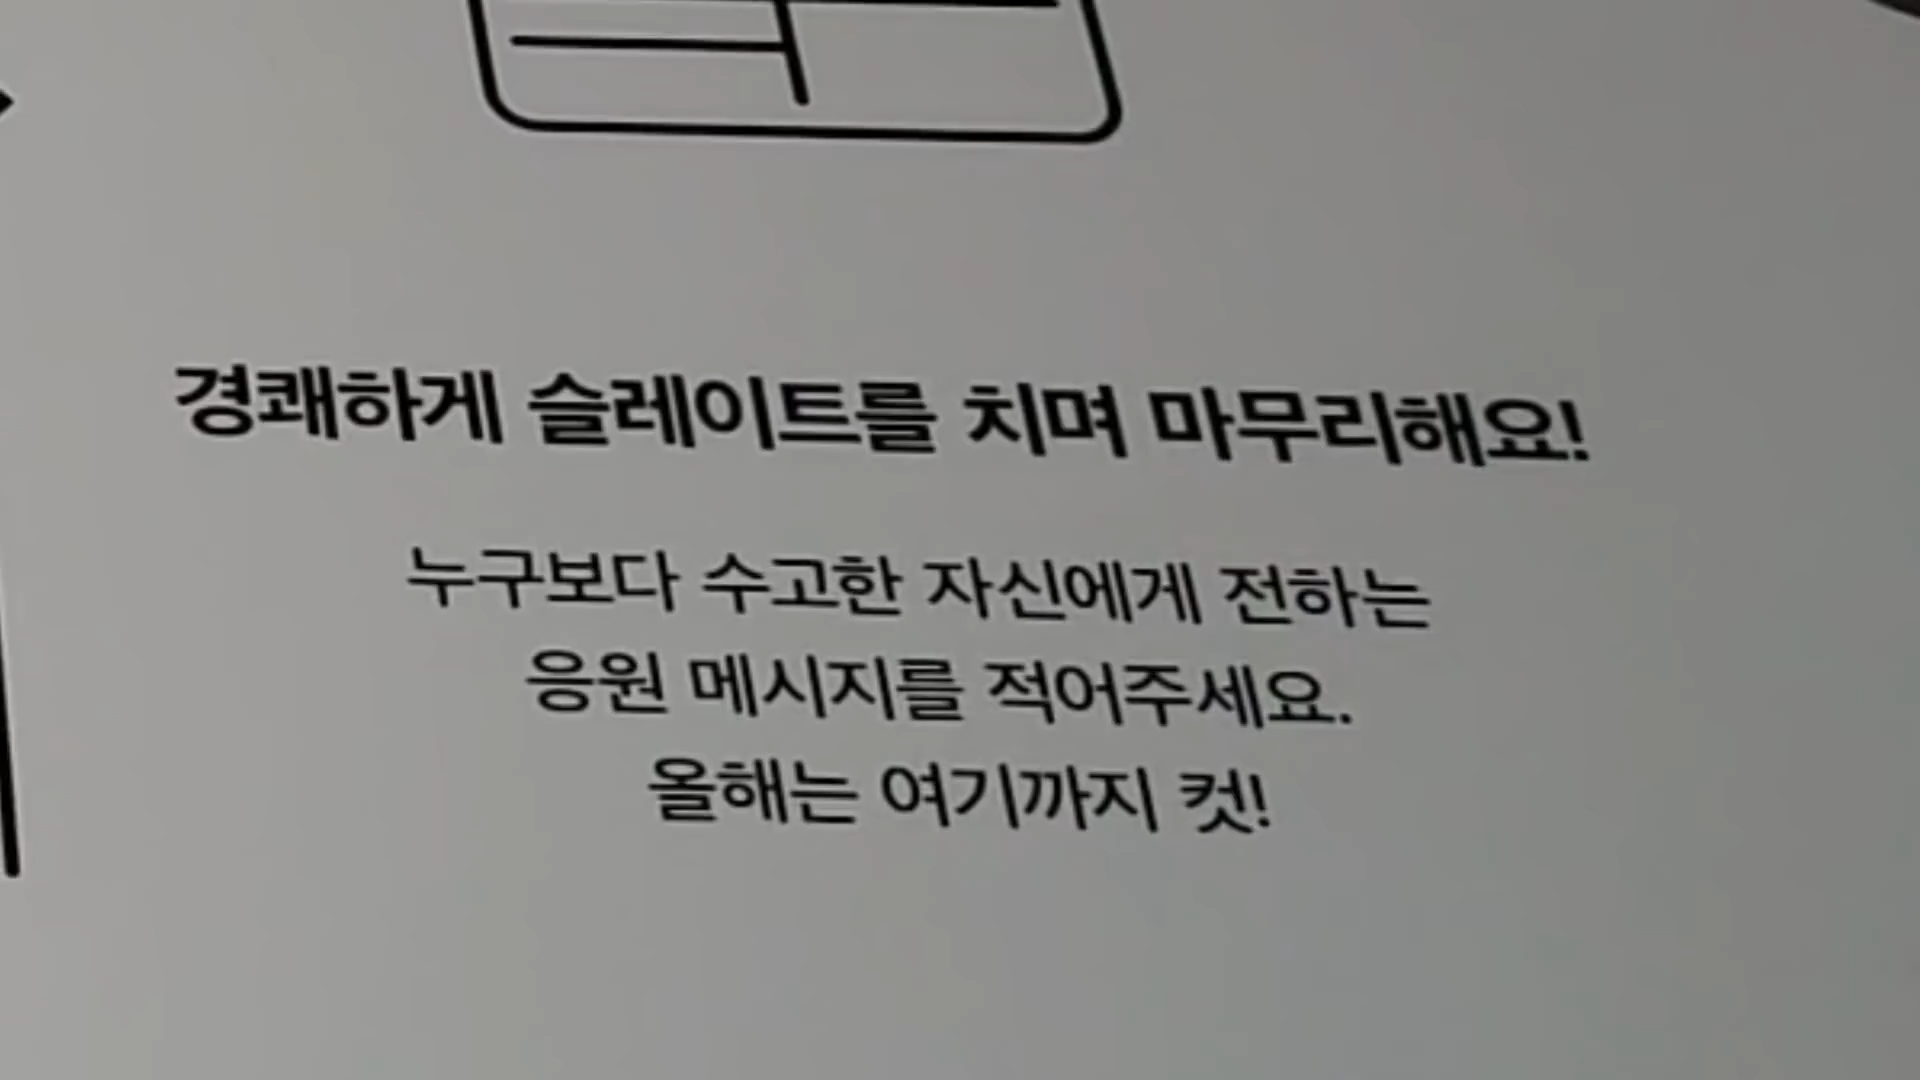 경쾌하게 슬레이트를 치며 마무리해요!
누구보다 수고한 자신에게 전하는
응원 메시지를 적어주세요.
올해는 여기까지 컷!